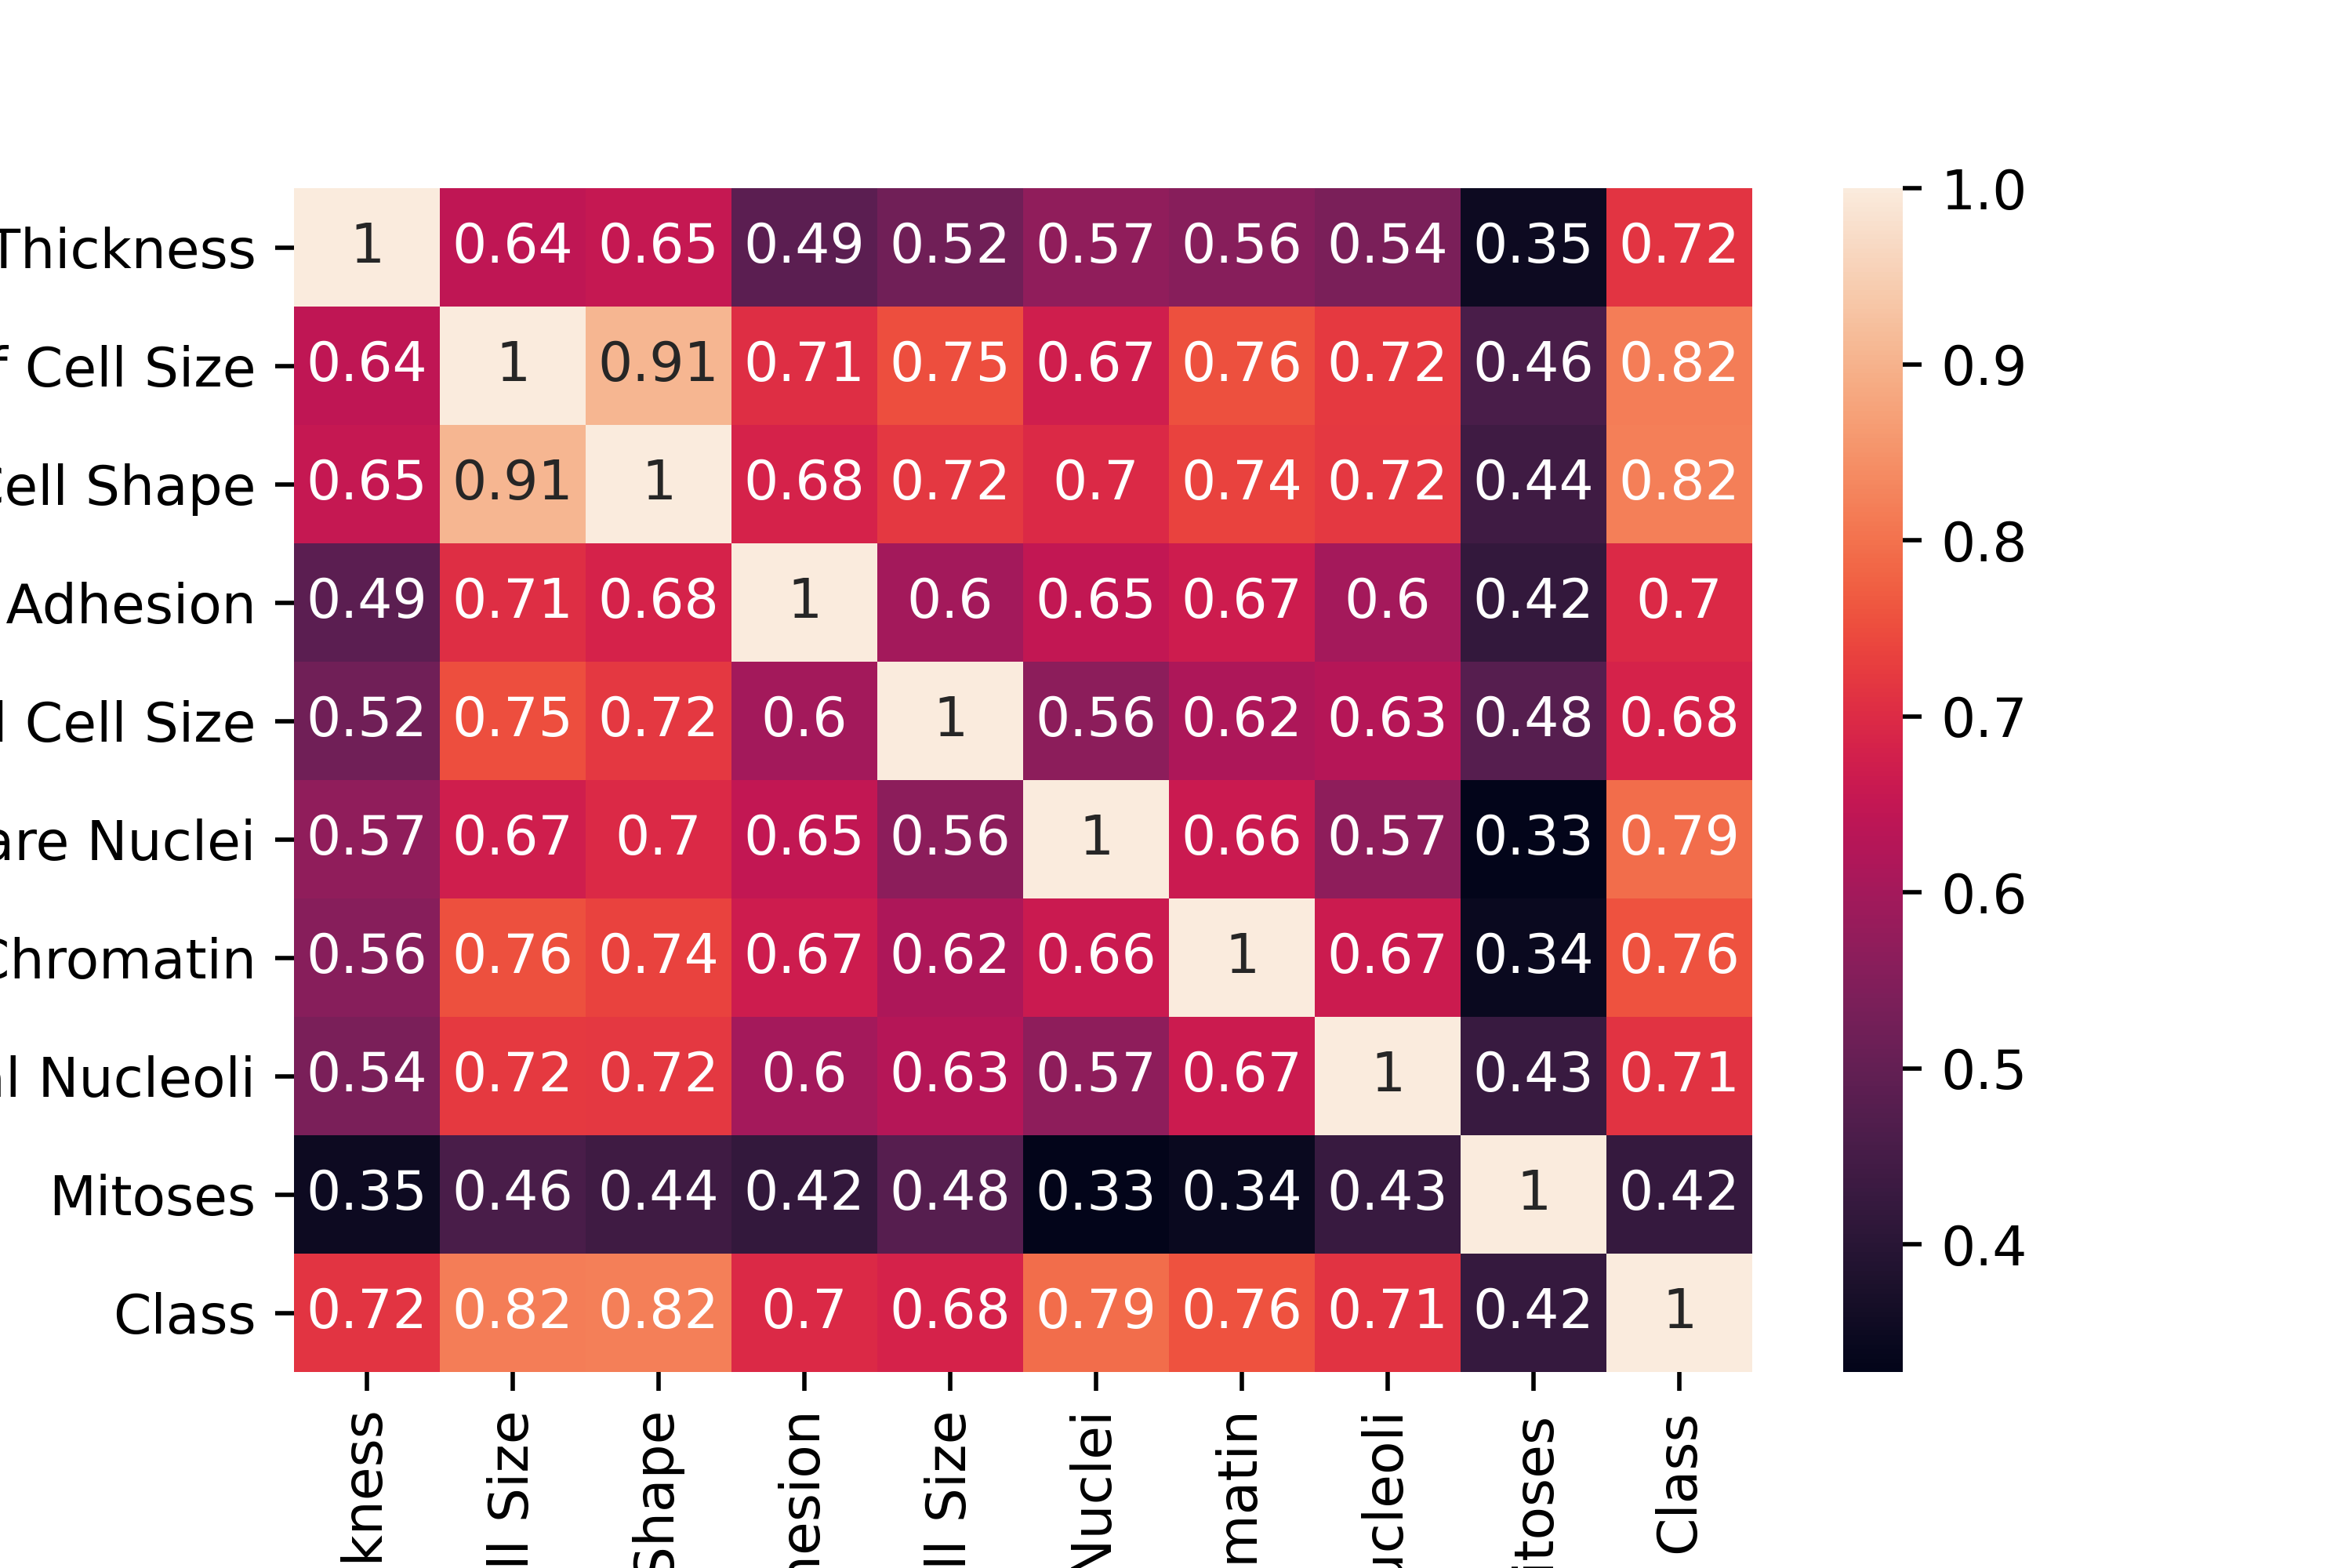 1.0
Thickness 1 0.64 0.65 0.49 0.52 0.57 0.56 0.54 0.35 0.72
Cell Size 0.64 1 0.91 0.71 0.75 0.67 0.76 0.72 0.46 0.82 0.9
Cell Shape 0.65 0.91 1 0.68 0.72 0.7 0.74 0.72 0.44 0.82
0.8
Adhesion 0.49 0.71 0.68 1 0.6 0.65 0.67 0.6 0.42 0.7
Cell Size 0.52 0.75 0.72 0.6 1 0.56 0.62 0.63 0.48 0.68 0.7
Nuclei 0.57 0.67 0.7 0.65 0.56 1 0.66 0.57 0.33 0.79
0.6
Chromatin 0.56 0.76 0.74 0.67 0.62 0.66 1 0.67 0.34 0.76
Nucleoli 0.54 0.72 0.72 0.6 0.63 0.57 0.67 1 0.43 0.71 0.5
Mitoses 0.35 0.46 0.44 0.42 0.48 0.33 0.34 0.43 1 0.42
0.4
Class 0.72 0.82 0.82 0.7 0.68 0.79 0.76 0.71 0.42 1
kness
ll Size
Shape
hesion
ll Size
Nuclei
matin
ucleoli
itoses
Class